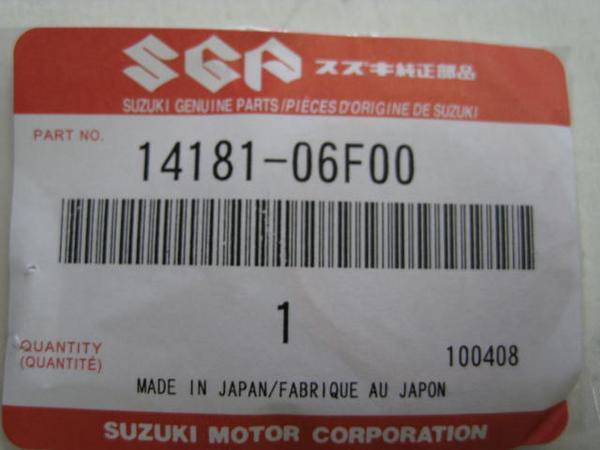 SGP スズキ純正部品
SUZUKI GENUINE PARTS/PIÈCES D'ORIGINE DE SUZUKI
PART NO.
14181-06F00
1
QUANTITY
(QUANTITÉ)
100408
MADE IN JAPAN/FABRIQUE AU JAPON
SUZUKI MOTOR CORPORATION